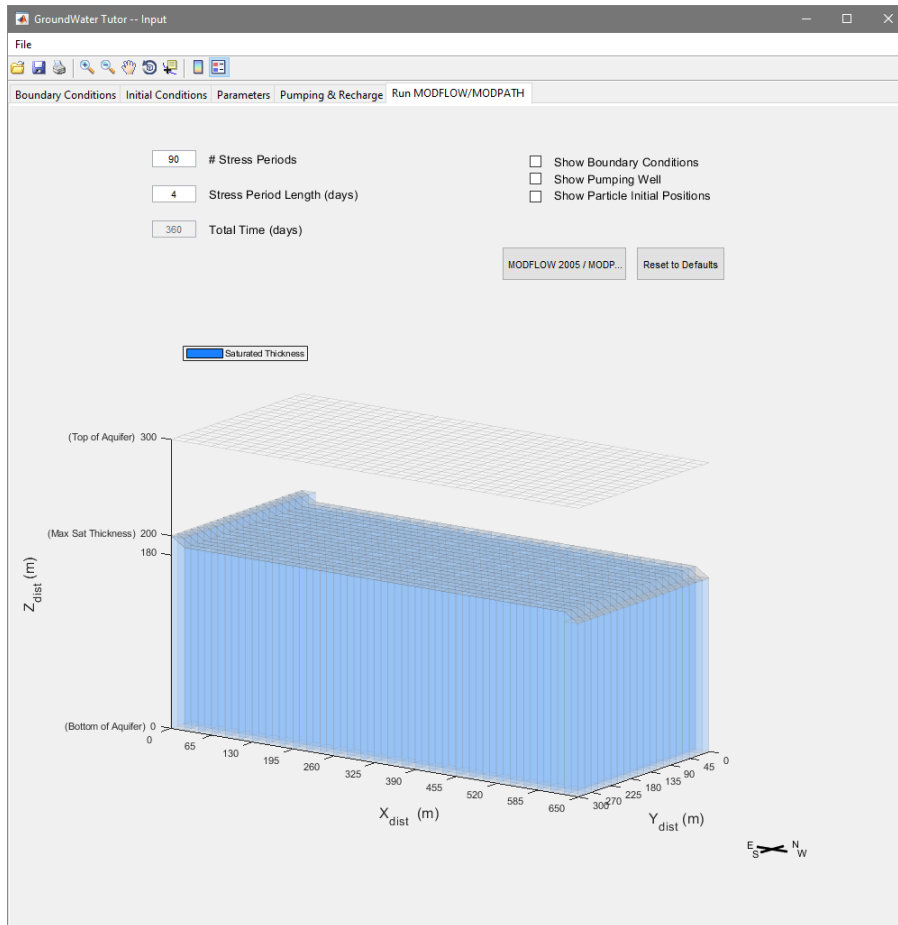 GroundWater Tutor -- Input
File
Boundary Conditions Initial Conditions Parameters Pumping & Recharge Run MODFLOW/MODPATH
90 # Stress Periods
4 Stress Period Length (days)
360 Total Time (days)
Show Boundary Conditions
Show Pumping Well
Show Particle Initial Positions
MODFLOW 2005 / MODP... Reset to Defaults
Saturated Thickness
(Top of Aquifer) 300
(Max Sat Thickness) 200
180
Zdist (m)
(Bottom of Aquifer) 0
0 65 130 195 260 325 390 455 520 585 650
Xdist (m)
300 270 225 180 135 90 45 0
Ydist (m)
E N
S W